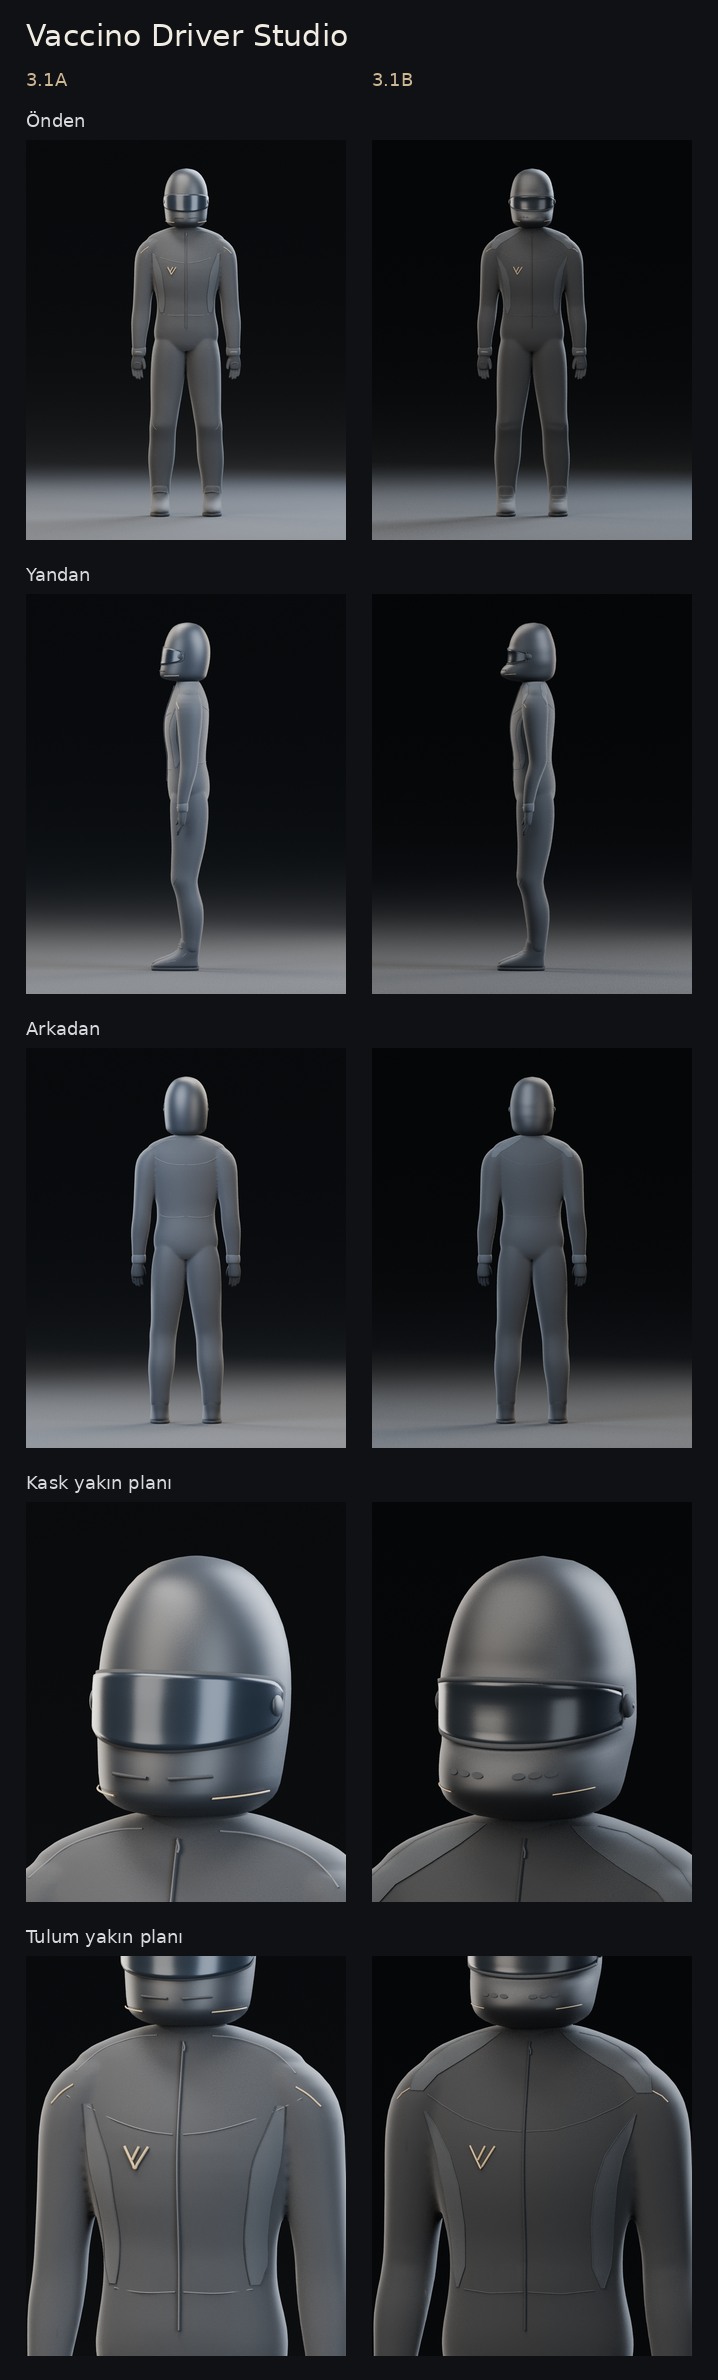 Vaccino Driver Studio
3.1A 3.1B
Önden
Yandan
Arkadan
Kask yakın planı
Tulum yakın planı